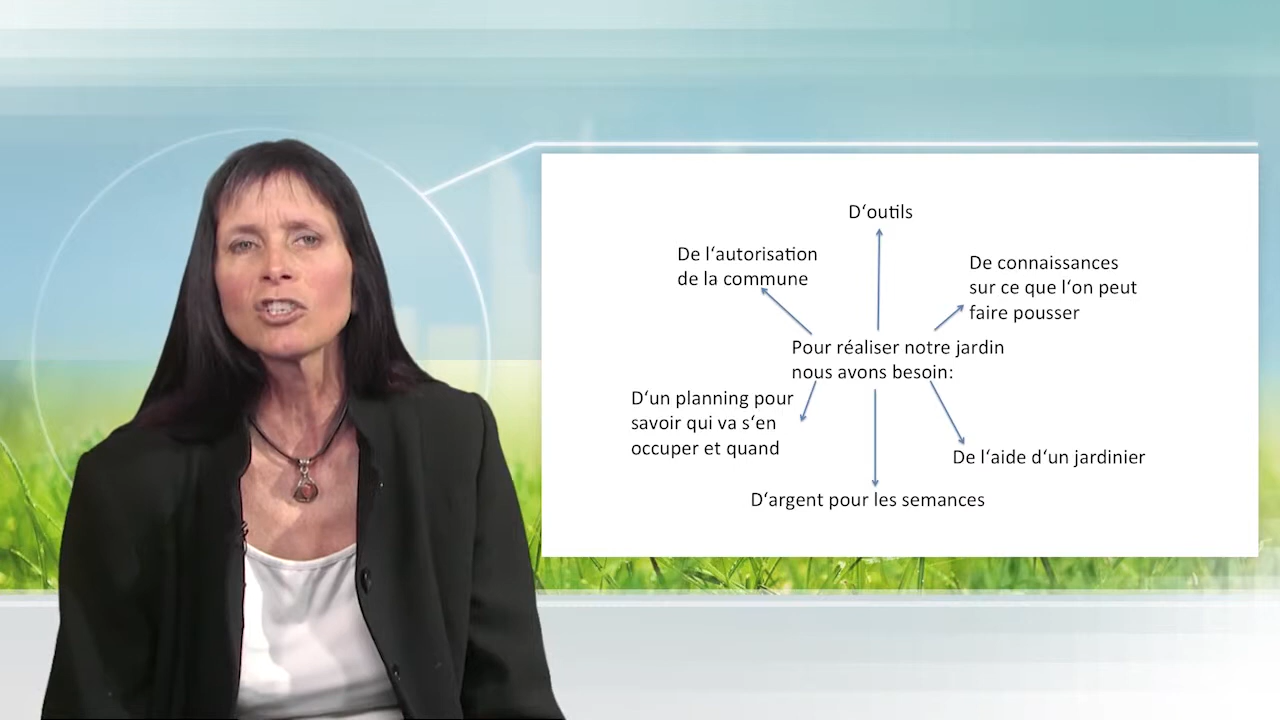 D‘outils
De l‘autorisation
de la commune
De connaissances
sur ce que l‘on peut
faire pousser
Pour réaliser notre jardin
nous avons besoin:
D‘un planning pour
savoir qui va s‘en
occuper et quand
De l‘aide d‘un jardinier
D‘argent pour les semances